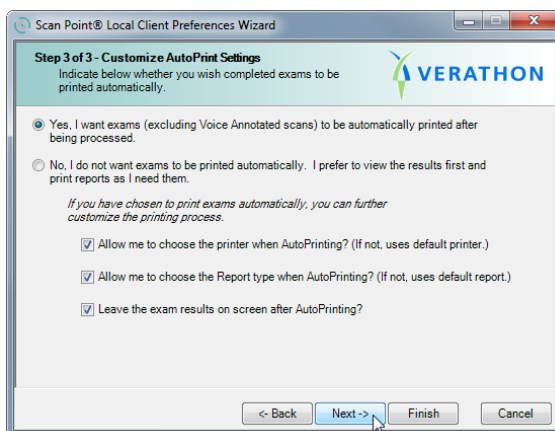 Scan Point® Local Client Preferences Wizard
Step 3 of 3 - Customize AutoPrint Settings
Indicate below whether you wish completed exams to be
printed automatically.
VERATHON
Yes, I want exams (excluding Voice Annotated scans) to be automatically printed after
being processed.
No, I do not want exams to be printed automatically. I prefer to view the results first and
print reports as I need them.
If you have chosen to print exams automatically, you can further
customize the printing process.
Allow me to choose the printer when AutoPrinting? (If not, uses default printer.)
Allow me to choose the Report type when AutoPrinting? (If not, uses default report.)
Leave the exam results on screen after AutoPrinting?
<- Back Next -> Finish Cancel